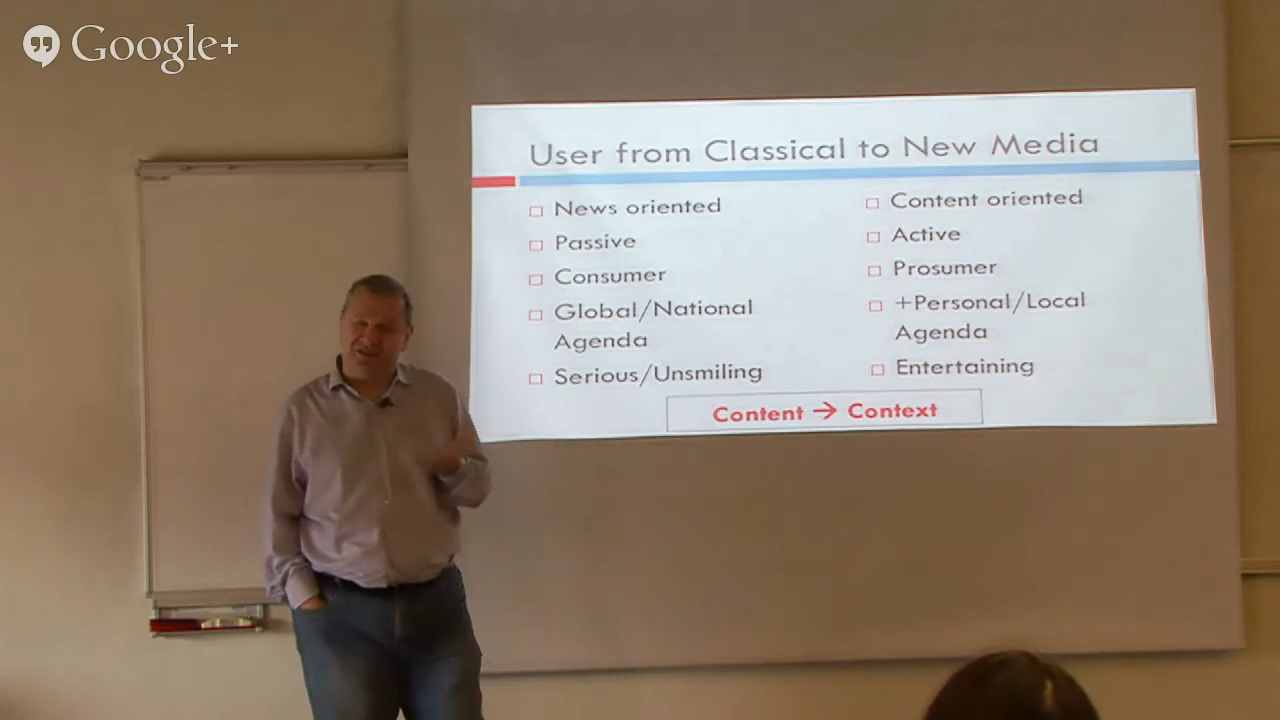 Google+
User from Classical to New Media
News oriented
Passive
Consumer
Global/National
Agenda
Serious/Unsmiling
Content oriented
Active
Prosumer
+Personal/Local
Agenda
Entertaining
Content → Context